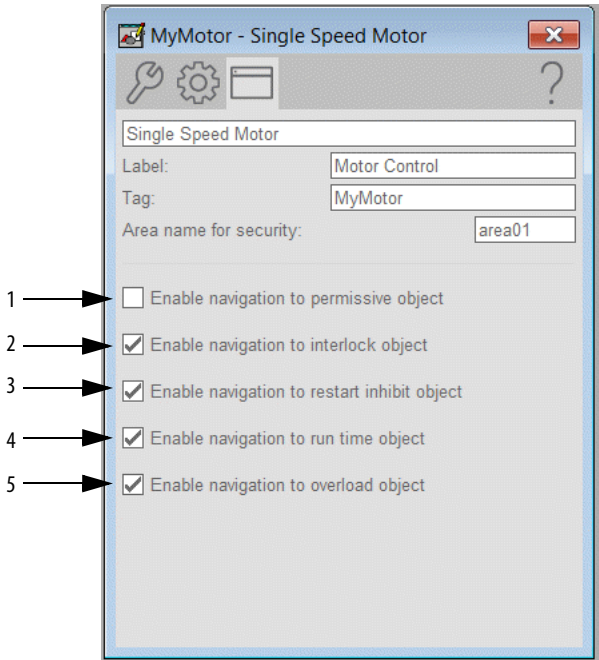 MyMotor - Single Speed Motor
?
Single Speed Motor
Label: Motor Control
Tag: MyMotor
Area name for security: area01
1 Enable navigation to permissive object
2 Enable navigation to interlock object
3 Enable navigation to restart inhibit object
4 Enable navigation to run time object
5 Enable navigation to overload object